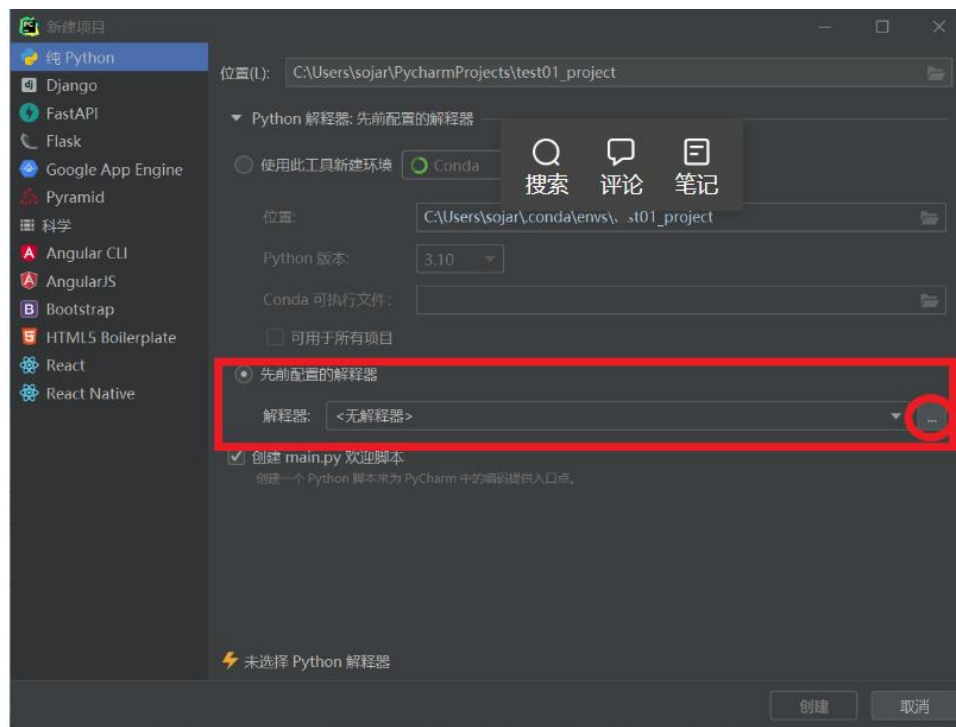 新建项目
纯 Python
Django
FastAPI
Flask
Google App Engine
Pyramid
科学
Angular CLI
AngularJS
Bootstrap
HTML5 Boilerplate
React
React Native
位置(L): C:\Users\sojar\PycharmProjects\test01_project
Python 解释器: 先前配置的解释器
使用此工具新建环境 Conda
搜索 评论 笔记
位置: C:\Users\sojar\.conda\envs\ st01_project
Python 版本: 3.10
Conda 可执行文件:
可用于所有项目
先前配置的解释器
解释器: <无解释器> ...
创建 main.py 欢迎脚本
创建一个 Python 脚本来为 PyCharm 中的编码提供入口点。
未选择 Python 解释器
创建 取消